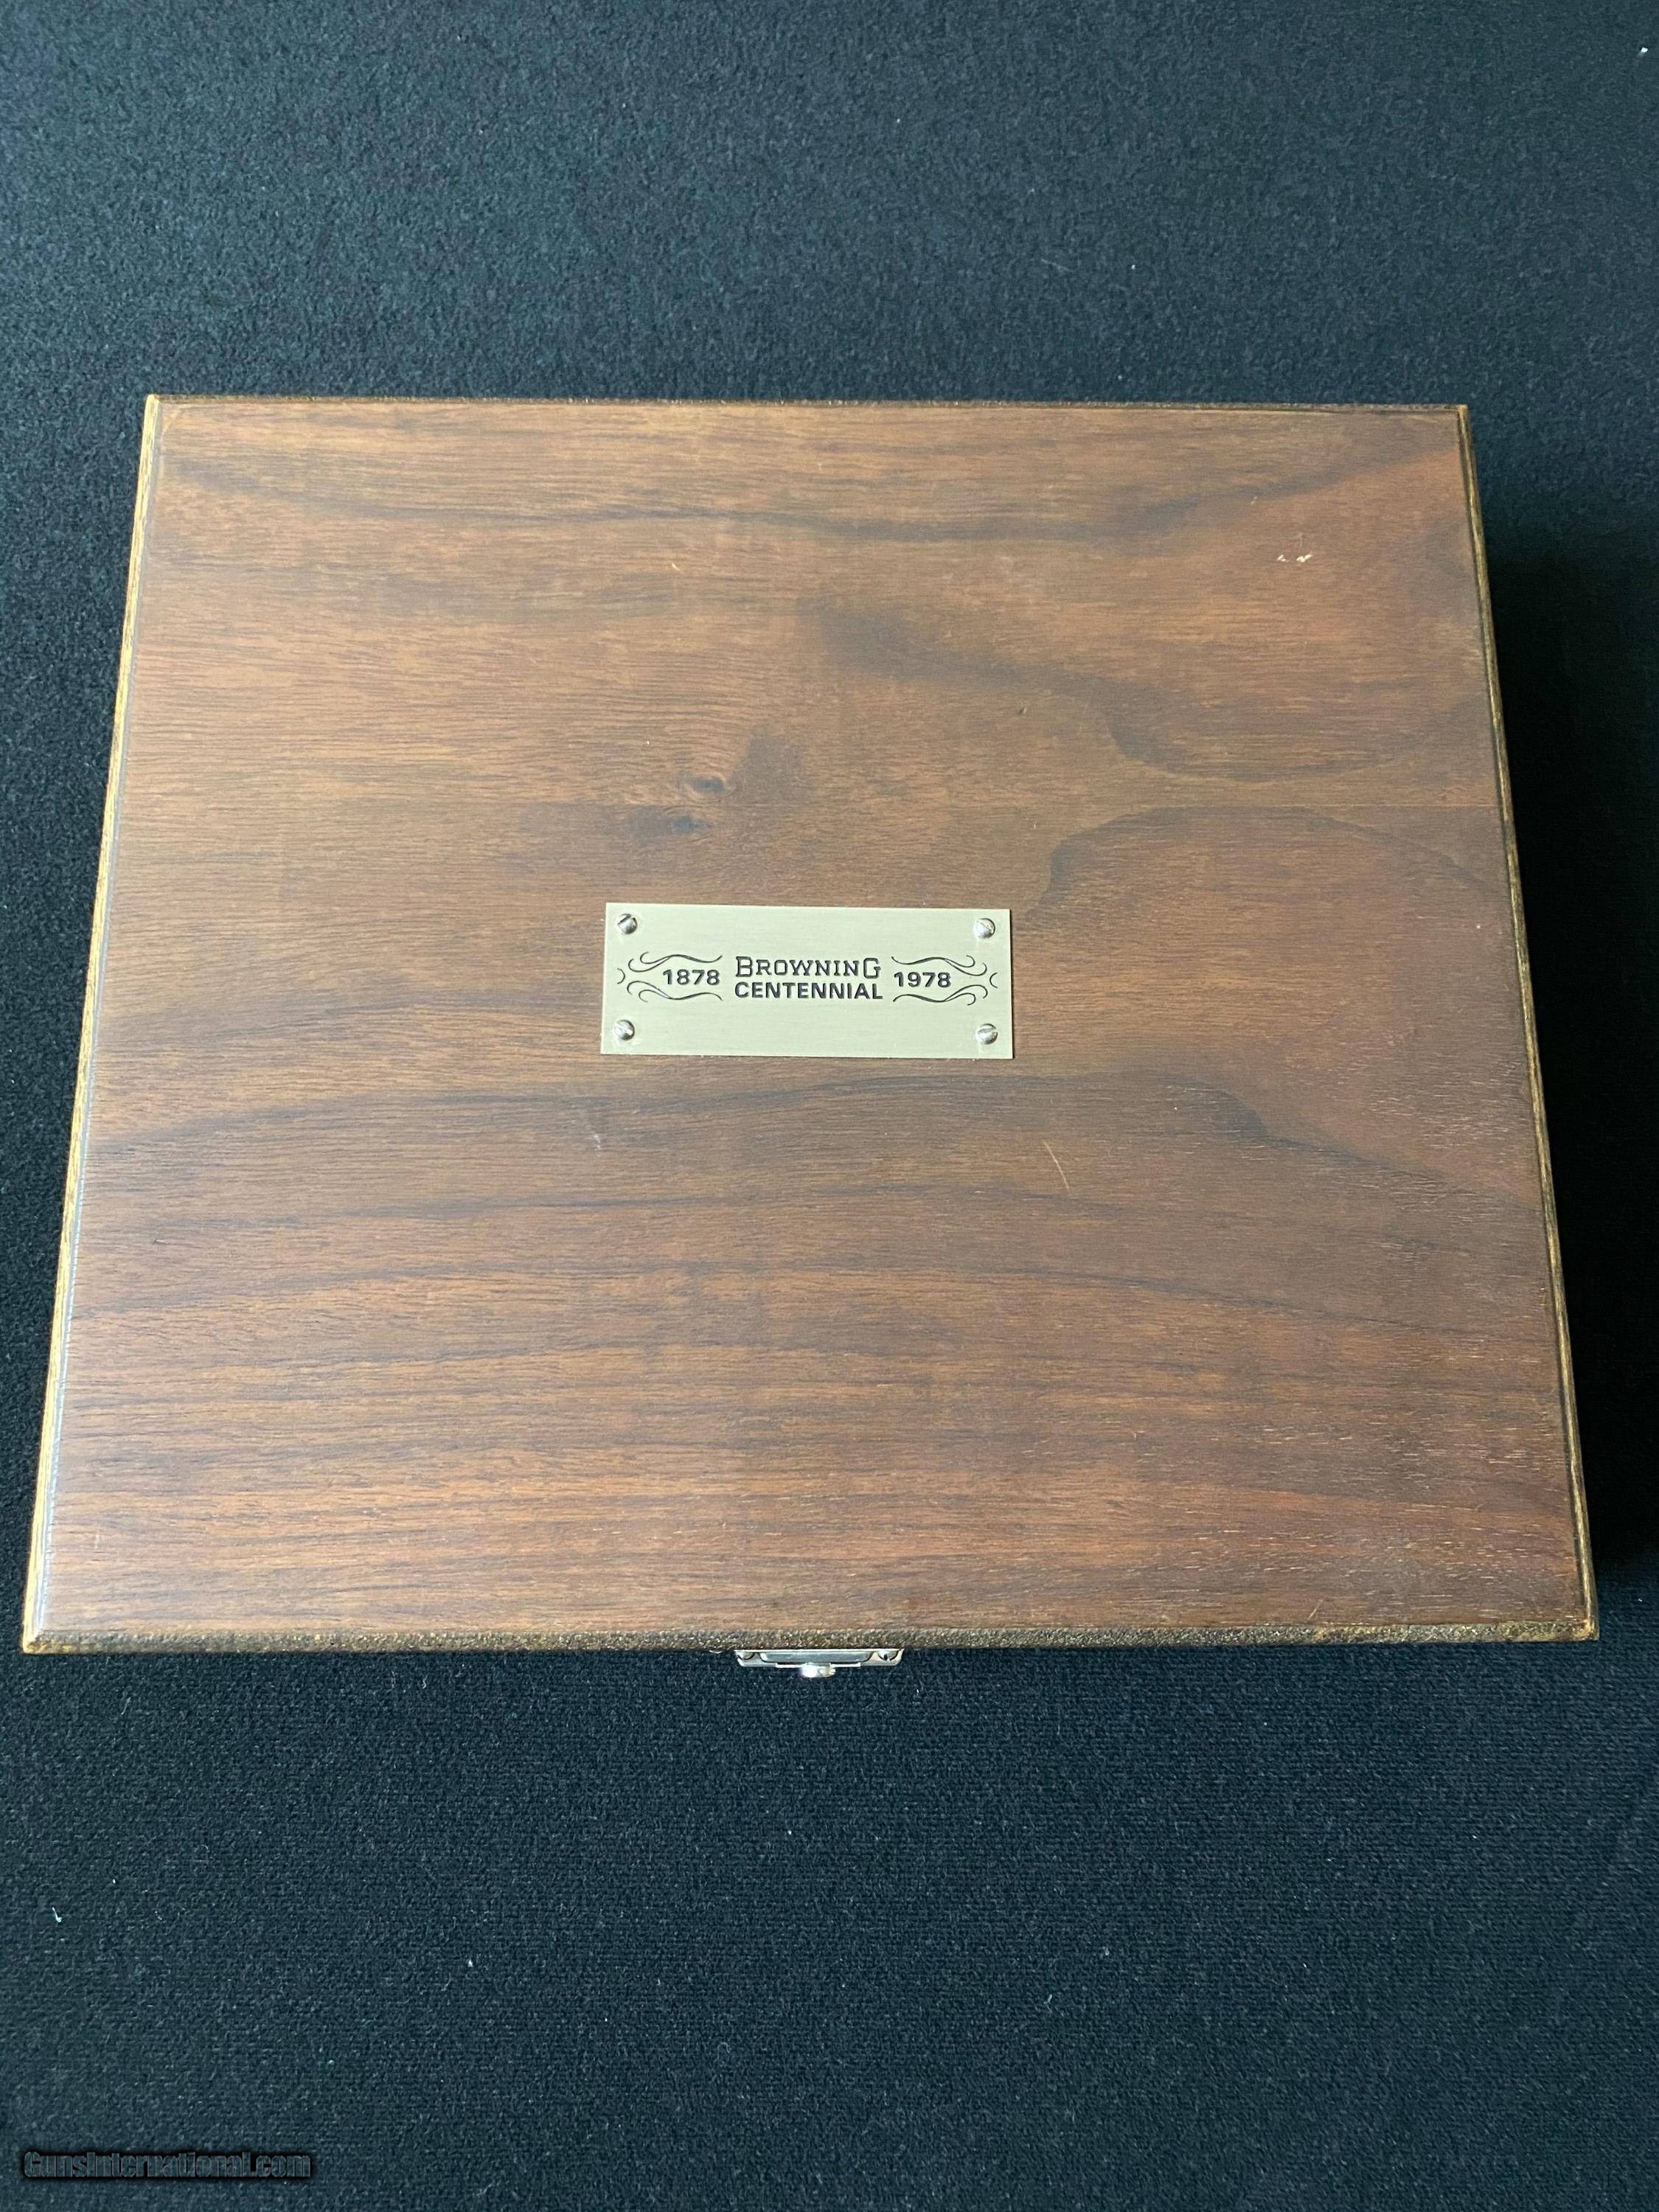 1878 BROWNING 1978
CENTENNIAL
GunsInternational.com